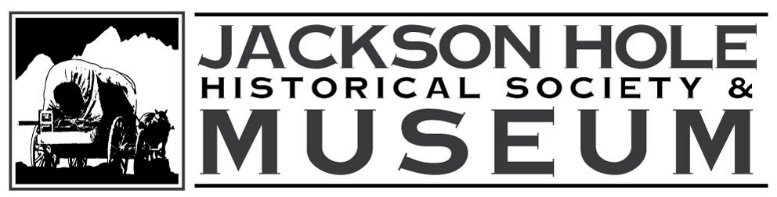 JACKSON HOLE
HISTORICAL SOCIETY &
MUSEUM